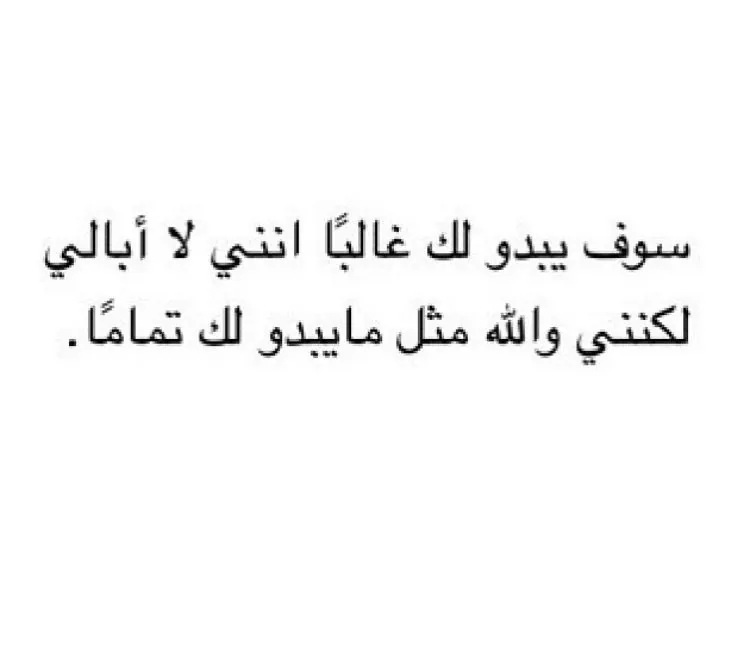 سوف يبدو لك غالبًا انني لا أبالي
لكنني والله مثل مايبدو لك تمامًا.